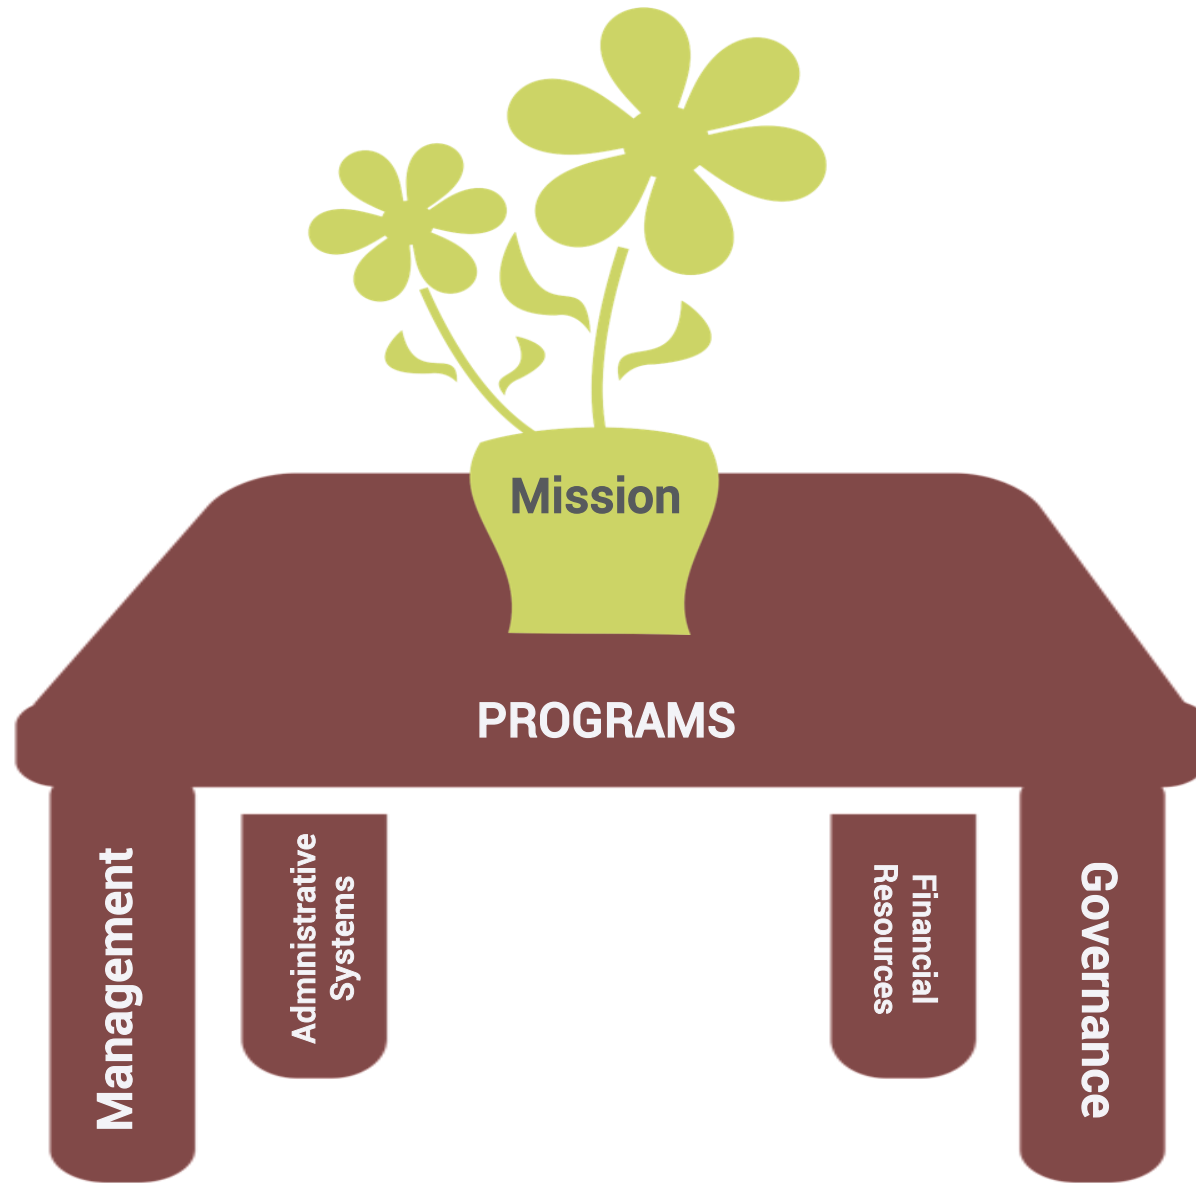 Mission
PROGRAMS
Management
Administrative
Systems
Financial
Resources
Governance